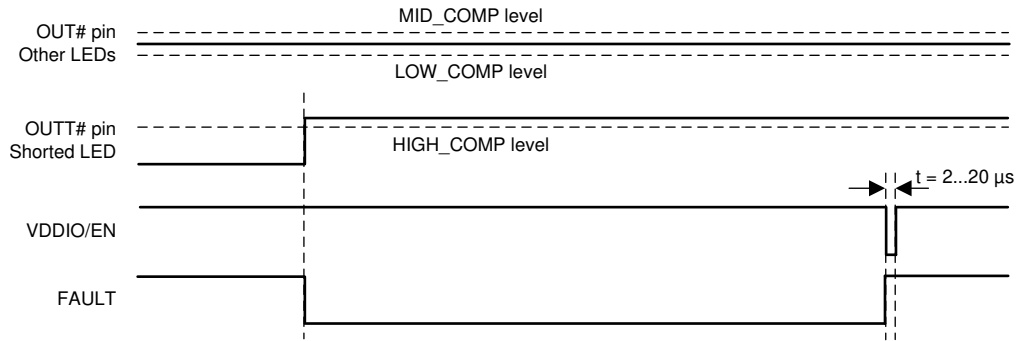 MID_COMP level
OUT# pin
Other LEDs
LOW_COMP level
OUTT# pin
Shorted LED
HIGH_COMP level
t = 2...20 µs
VDDIO/EN
FAULT